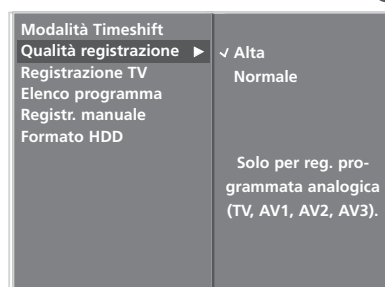 Modalità Timeshift
Qualità registrazione ▶
Registrazione TV
Elenco programma
Registr. manuale
Formato HDD
✓ Alta
Normale
Solo per reg. pro-
grammata analogica
(TV, AV1, AV2, AV3).